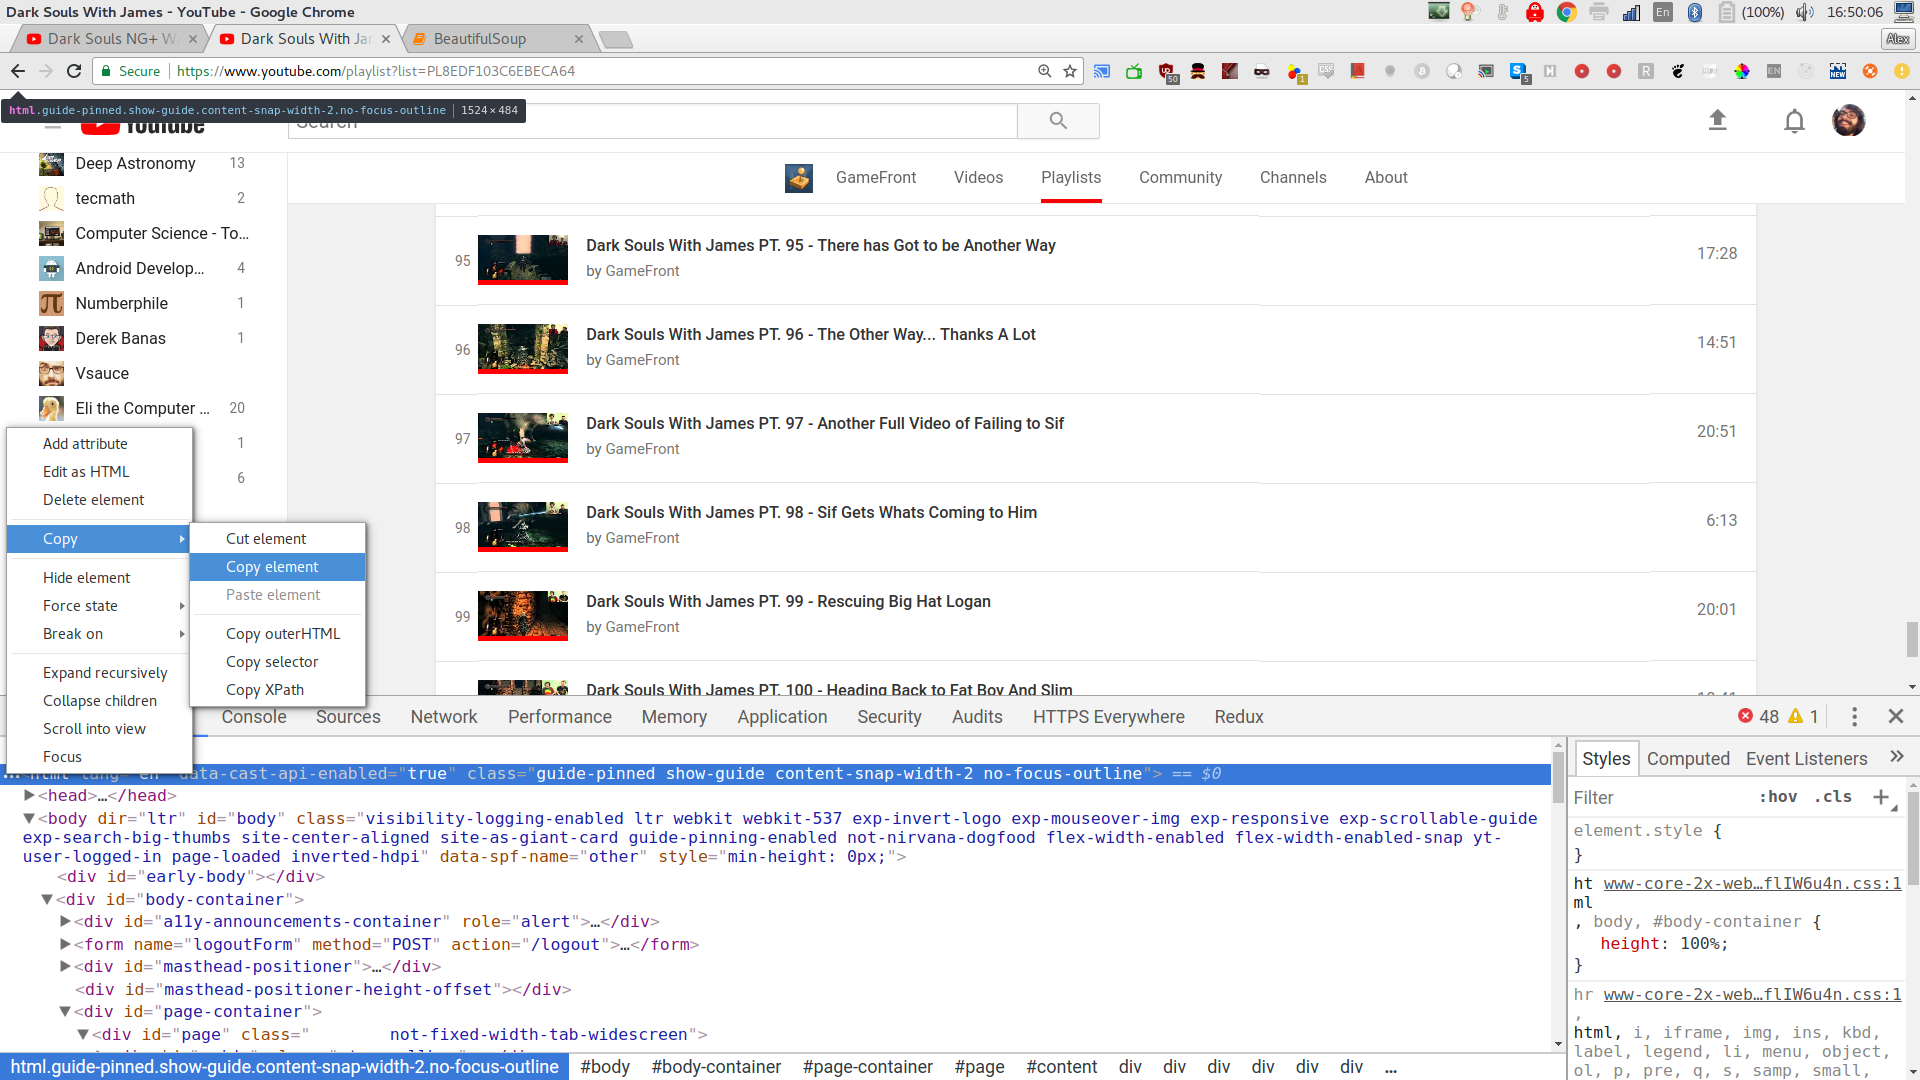 Dark Souls With James - YouTube - Google Chrome
En (100%) 16:50:06
Dark Souls NG+ W
Dark Souls With Jar
BeautifulSoup
Alex
Secure https://www.youtube.com/playlist?list=PL8EDF103C6EBECA64
html.guide-pinned.show-guide.content-snap-width-2.no-focus-outline 1524 × 484
YouTube
Search
Deep Astronomy 13
tecmath 2
Computer Science - To...
Android Develop... 4
Numberphile 1
Derek Banas 1
Vsauce
Eli the Computer ... 20
1
6
GameFront Videos Playlists Community Channels About
95 Dark Souls With James PT. 95 - There has Got to be Another Way 17:28
by GameFront
96 Dark Souls With James PT. 96 - The Other Way... Thanks A Lot 14:51
by GameFront
97 Dark Souls With James PT. 97 - Another Full Video of Failing to Sif 20:51
by GameFront
98 Dark Souls With James PT. 98 - Sif Gets Whats Coming to Him 6:13
by GameFront
99 Dark Souls With James PT. 99 - Rescuing Big Hat Logan 20:01
by GameFront
Dark Souls With James PT. 100 - Heading Back to Fat Boy And Slim
Add attribute
Edit as HTML
Delete element
Copy
Hide element
Force state
Break on
Expand recursively
Collapse children
Scroll into view
Focus
Cut element
Copy element
Paste element
Copy outerHTML
Copy selector
Copy XPath
Console Sources Network Performance Memory Application Security Audits HTTPS Everywhere Redux 48 1
data-cast-api-enabled="true" class="guide-pinned show-guide content-snap-width-2 no-focus-outline"> == $0
<head>…</head>
<body dir="ltr" id="body" class="visibility-logging-enabled ltr webkit webkit-537 exp-invert-logo exp-mouseover-img exp-responsive exp-scrollable-guide
exp-search-big-thumbs site-center-aligned site-as-giant-card guide-pinning-enabled not-nirvana-dogfood flex-width-enabled flex-width-enabled-snap yt-
user-logged-in page-loaded inverted-hdpi" data-spf-name="other" style="min-height: 0px;">
<div id="early-body"></div>
<div id="body-container">
<div id="a11y-announcements-container" role="alert">…</div>
<form name="logoutForm" method="POST" action="/logout">…</form>
<div id="masthead-positioner">…</div>
<div id="masthead-positioner-height-offset"></div>
<div id="page-container">
<div id="page" class=" not-fixed-width-tab-widescreen">
html.guide-pinned.show-guide.content-snap-width-2.no-focus-outline #body #body-container #page-container #page #content div div div div div div ...
Styles Computed Event Listeners »
Filter :hov .cls +
element.style {
}
ht www-core-2x-web…flIW6u4n.css:1
ml
, body, #body-container {
height: 100%;
}
hr www-core-2x-web…flIW6u4n.css:1
,
html, i, iframe, img, ins, kbd,
label, legend, li, menu, object,
ol, p, pre, q, s, samp, small,